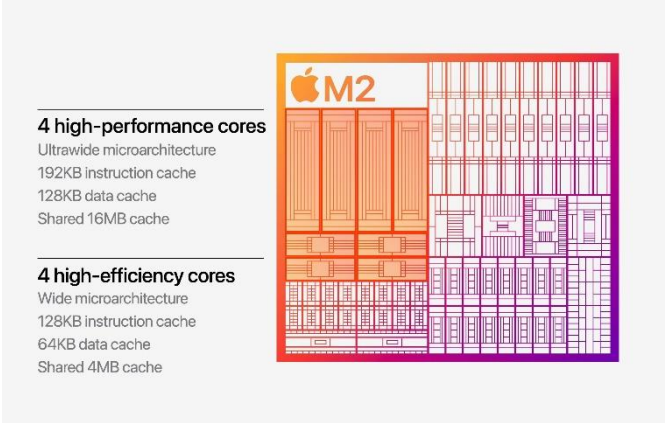 M2
4 high-performance cores
Ultrawide microarchitecture
192KB instruction cache
128KB data cache
Shared 16MB cache
4 high-efficiency cores
Wide microarchitecture
128KB instruction cache
64KB data cache
Shared 4MB cache